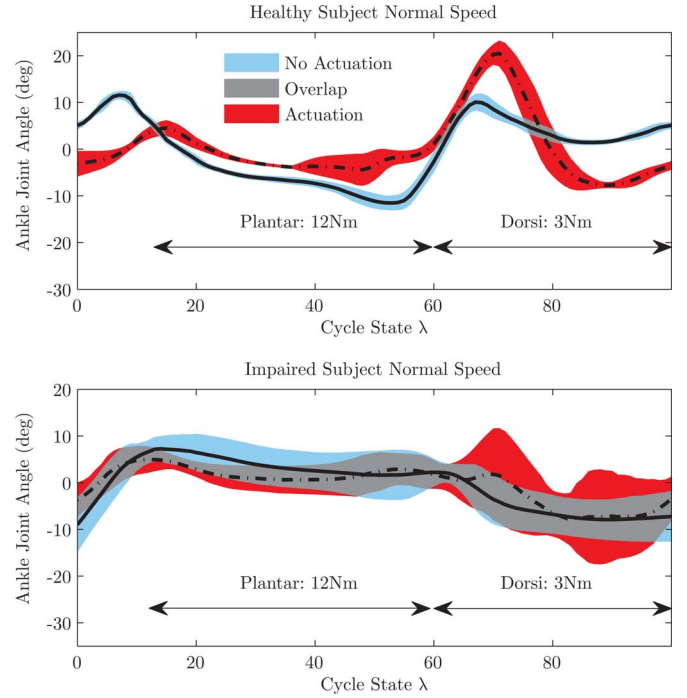 Healthy Subject Normal Speed
25
20
10
0
-10
-20
-30
Ankle Joint Angle (deg)
No Actuation
Overlap
Actuation
Plantar: 12Nm
Dorsi: 3Nm
0
20
40
60
80
Cycle State λ
Impaired Subject Normal Speed
20
10
0
-10
-20
-30
Ankle Joint Angle (deg)
Plantar: 12Nm
Dorsi: 3Nm
0
20
40
60
80
Cycle State λ